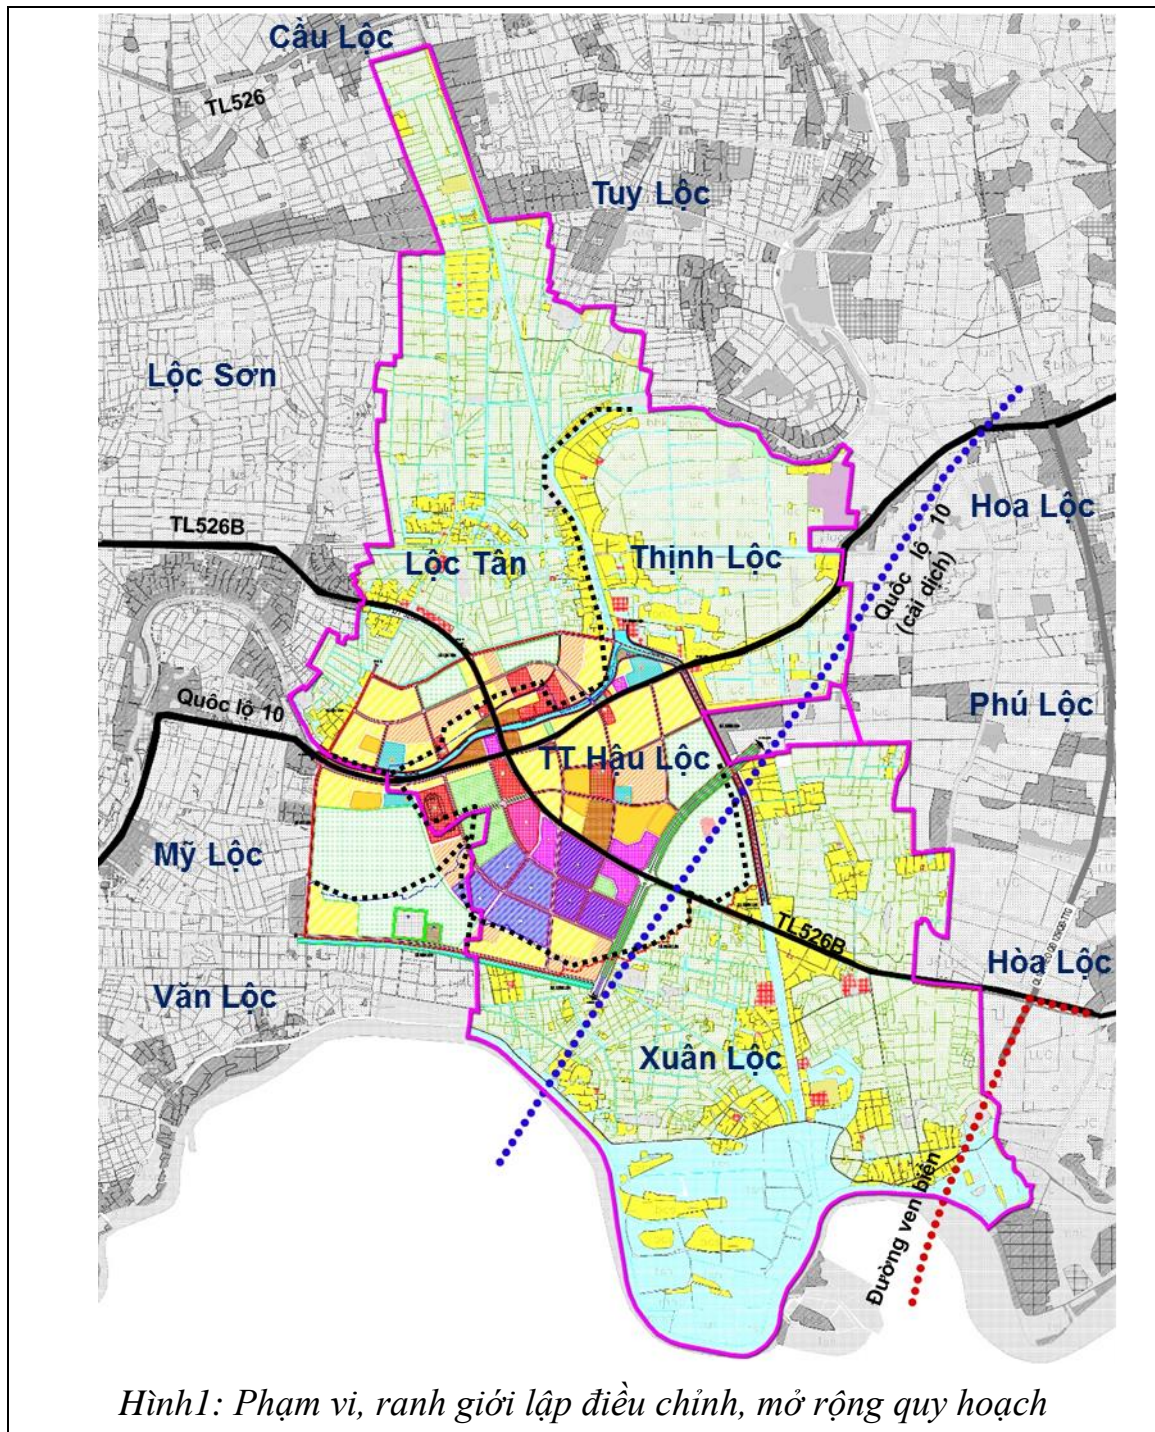 Cầu Lộc
TL526
Tuy Lộc
Lộc Sơn
Hoa Lộc
TL526B
Thịnh Lộc
Lộc Tân
Quốc lộ 10
(cải dịch)
Quốc lộ 10
Phú Lộc
TT Hậu Lộc
Mỹ Lộc
TL526B
Hòa Lộc
Văn Lộc
Xuân Lộc
Đường ven biển
Hình1: Phạm vi, ranh giới lập điều chỉnh, mở rộng quy hoạch